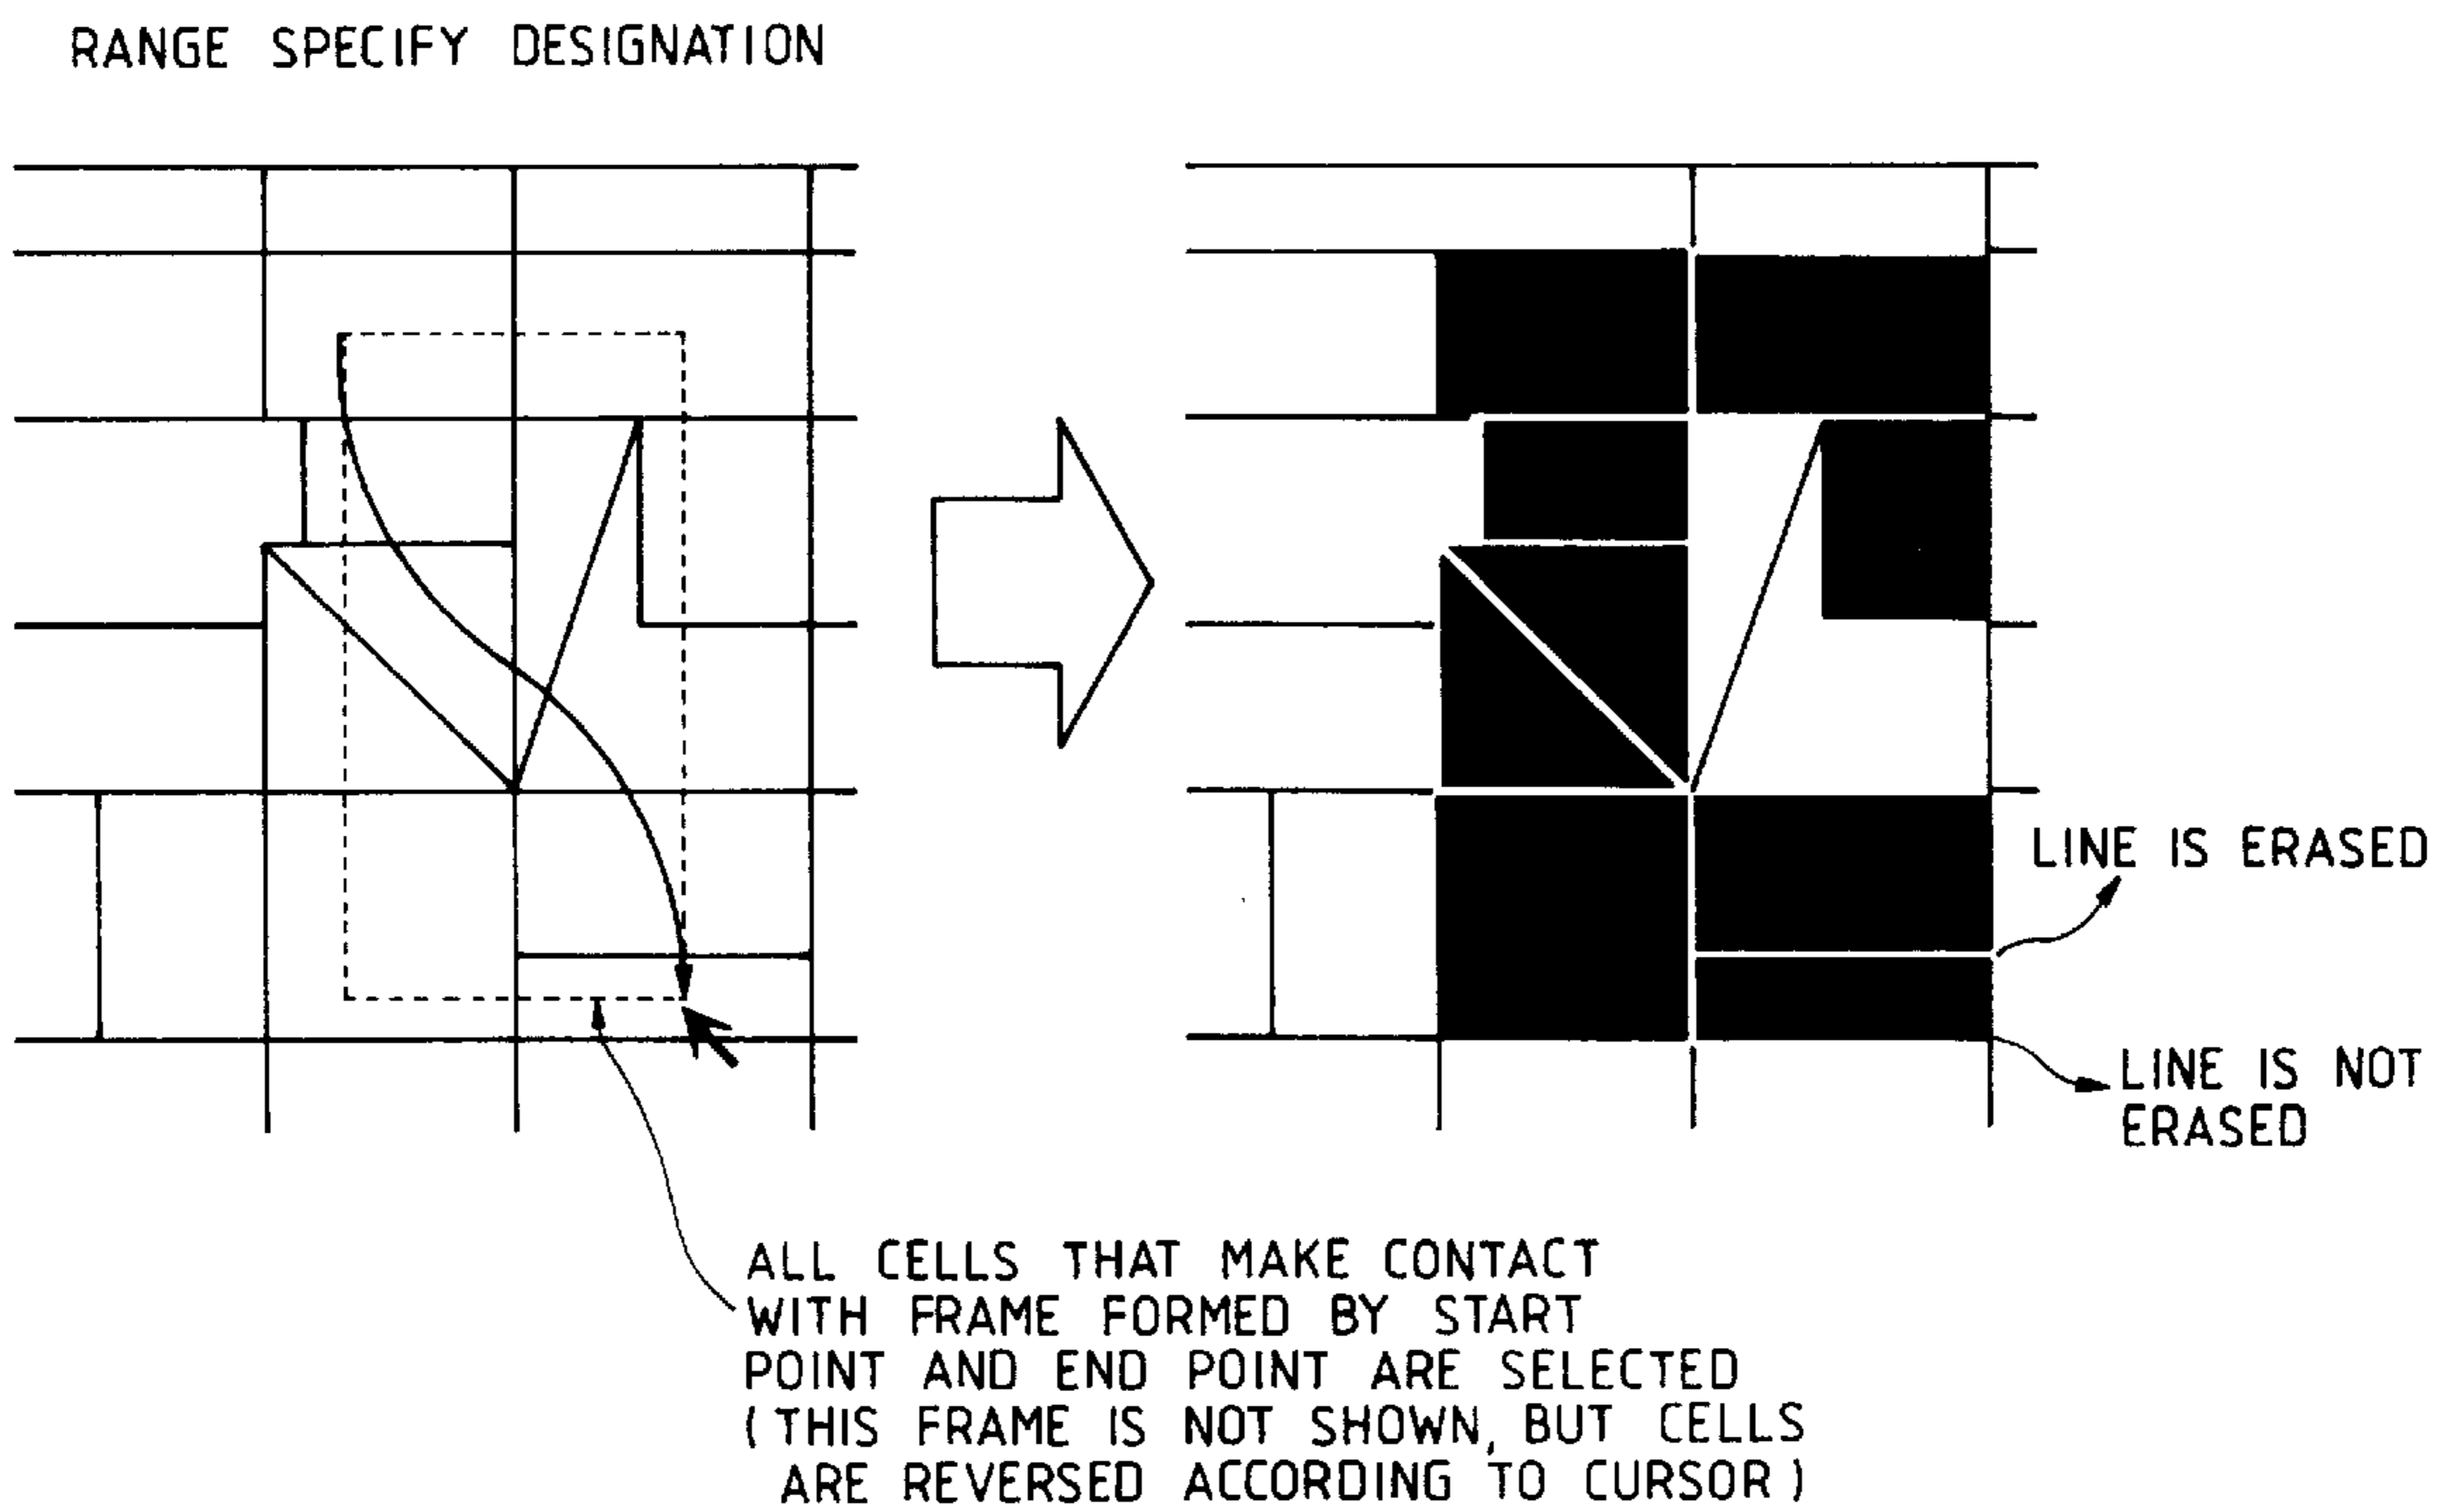 RANGE SPECIFY DESIGNATION
LINE IS ERASED
LINE IS NOT
ERASED
ALL CELLS THAT MAKE CONTACT
WITH FRAME FORMED BY START
POINT AND END POINT ARE SELECTED
(THIS FRAME IS NOT SHOWN, BUT CELLS
ARE REVERSED ACCORDING TO CURSOR)